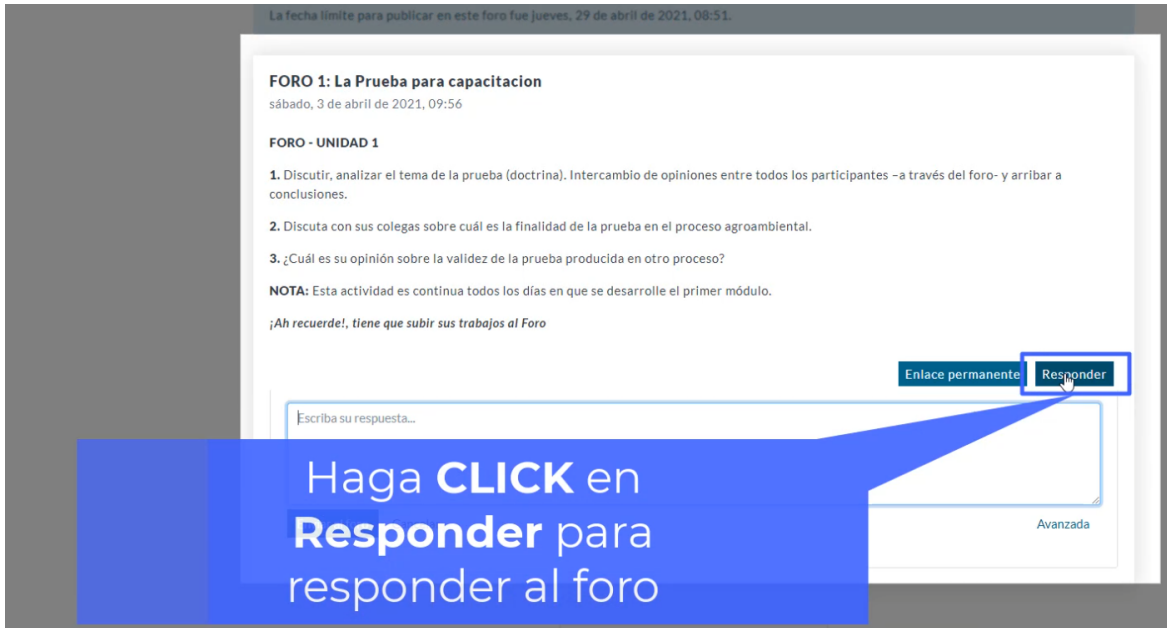 La fecha límite para publicar en este foro fue jueves, 29 de abril de 2021, 08:51.
FORO 1: La Prueba para capacitacion
sábado, 3 de abril de 2021, 09:56
FORO - UNIDAD 1
1. Discutir, analizar el tema de la prueba (doctrina). Intercambio de opiniones entre todos los participantes –a través del foro- y arribar a
conclusiones.
2. Discuta con sus colegas sobre cuál es la finalidad de la prueba en el proceso agroambiental.
3. ¿Cuál es su opinión sobre la validez de la prueba producida en otro proceso?
NOTA: Esta actividad es continua todos los días en que se desarrolle el primer módulo.
¡Ah recuerde!, tiene que subir sus trabajos al Foro
Enlace permanente Responder
Escriba su respuesta...
Haga CLICK en
Responder para
responder al foro
Avanzada